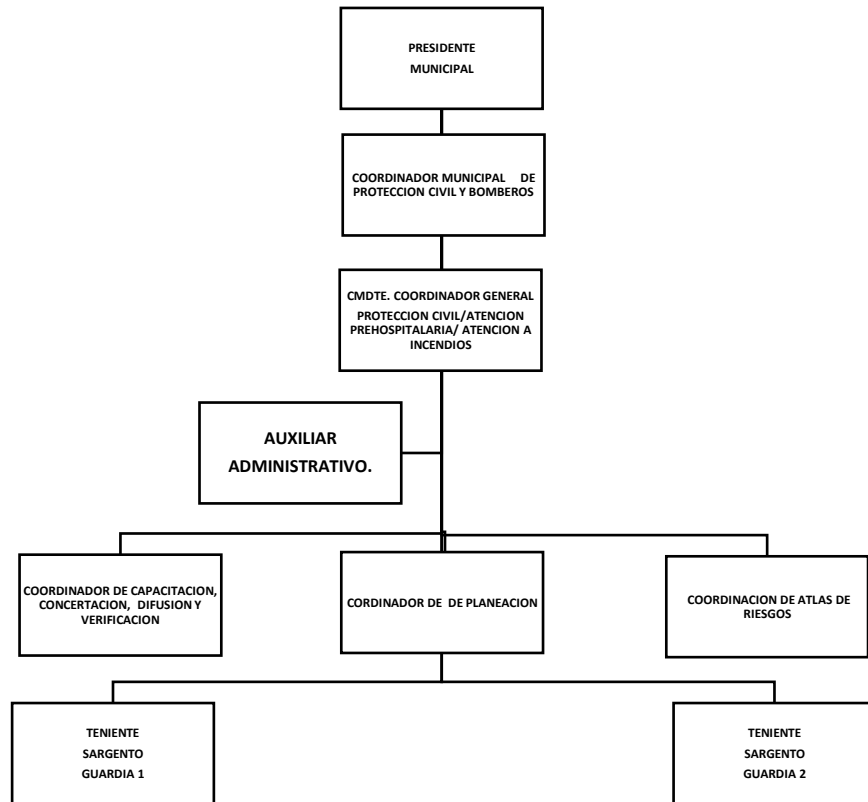 PRESIDENTE
MUNICIPAL
COORDINADOR MUNICIPAL DE
PROTECCION CIVIL Y BOMBEROS
CMDTE. COORDINADOR GENERAL
PROTECCION CIVIL/ATENCION
PREHOSPITALARIA/ ATENCION A
INCENDIOS
AUXILIAR
ADMINISTRATIVO.
COORDINADOR DE CAPACITACION,
CONCERTACION, DIFUSION Y
VERIFICACION
CORDINADOR DE DE PLANEACION
COORDINACION DE ATLAS DE
RIESGOS
TENIENTE
SARGENTO
GUARDIA 1
TENIENTE
SARGENTO
GUARDIA 2